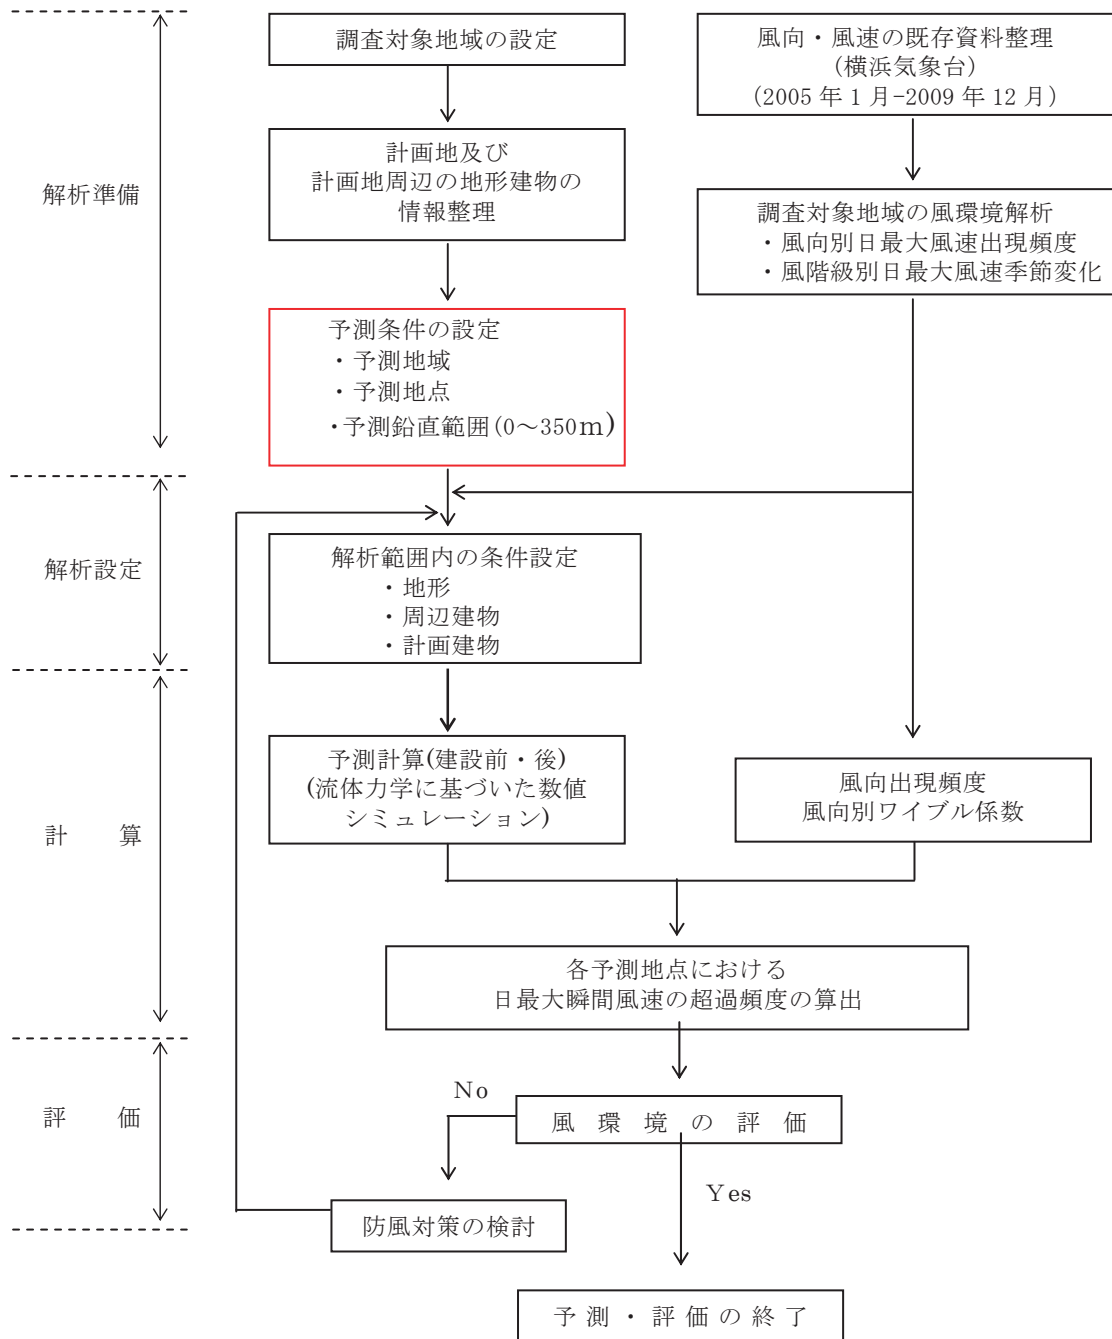 調査対象地域の設定
風向・風速の既存資料整理
(横浜気象台)
(2005 年 1 月-2009 年 12 月)
解析準備
計画地及び
計画地周辺の地形建物の
情報整理
調査対象地域の風環境解析
・風向別日最大風速出現頻度
・風階級別日最大風速季節変化
予測条件の設定
・予測地域
・予測地点
・予測鉛直範囲(0～350m)
解析設定
解析範囲内の条件設定
・地形
・周辺建物
・計画建物
計　算
予測計算(建設前・後)
(流体力学に基づいた数値
シミュレーション)
風向出現頻度
風向別ワイブル係数
各予測地点における
日最大瞬間風速の超過頻度の算出
評　価
No
風 環 境 の 評 価
Yes
防風対策の検討
予 測 ・ 評 価 の 終 了